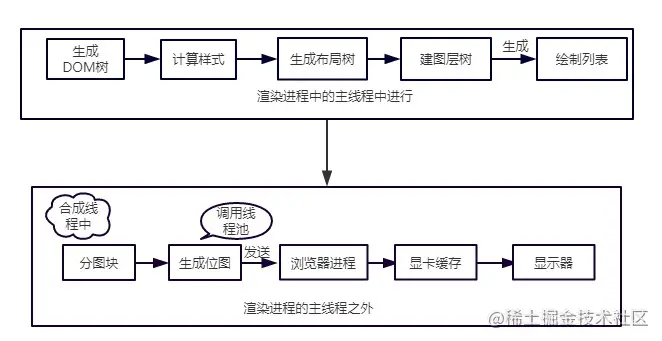 生成
DOM树
计算样式
生成布局树
建图层树
生成
绘制列表
渲染进程中的主线程中进行
合成线
程中
调用线
程池
分图块
生成位图
发送
浏览器进程
显卡缓存
显示器
渲染进程的主线程之外
@稀土掘金技术社区